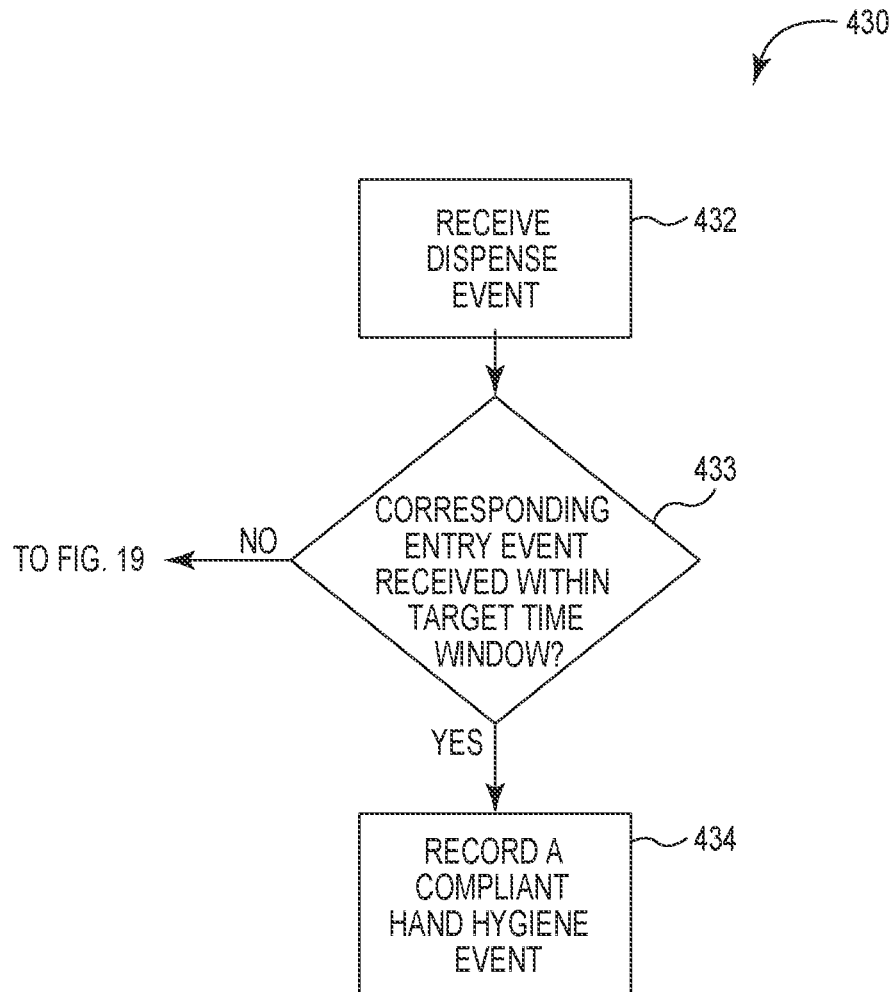 430
RECEIVE
DISPENSE
EVENT
432
CORRESPONDING
ENTRY EVENT
RECEIVED WITHIN
TARGET TIME
WINDOW?
433
NO
TO FIG. 19
YES
RECORD A
COMPLIANT
HAND HYGIENE
EVENT
434